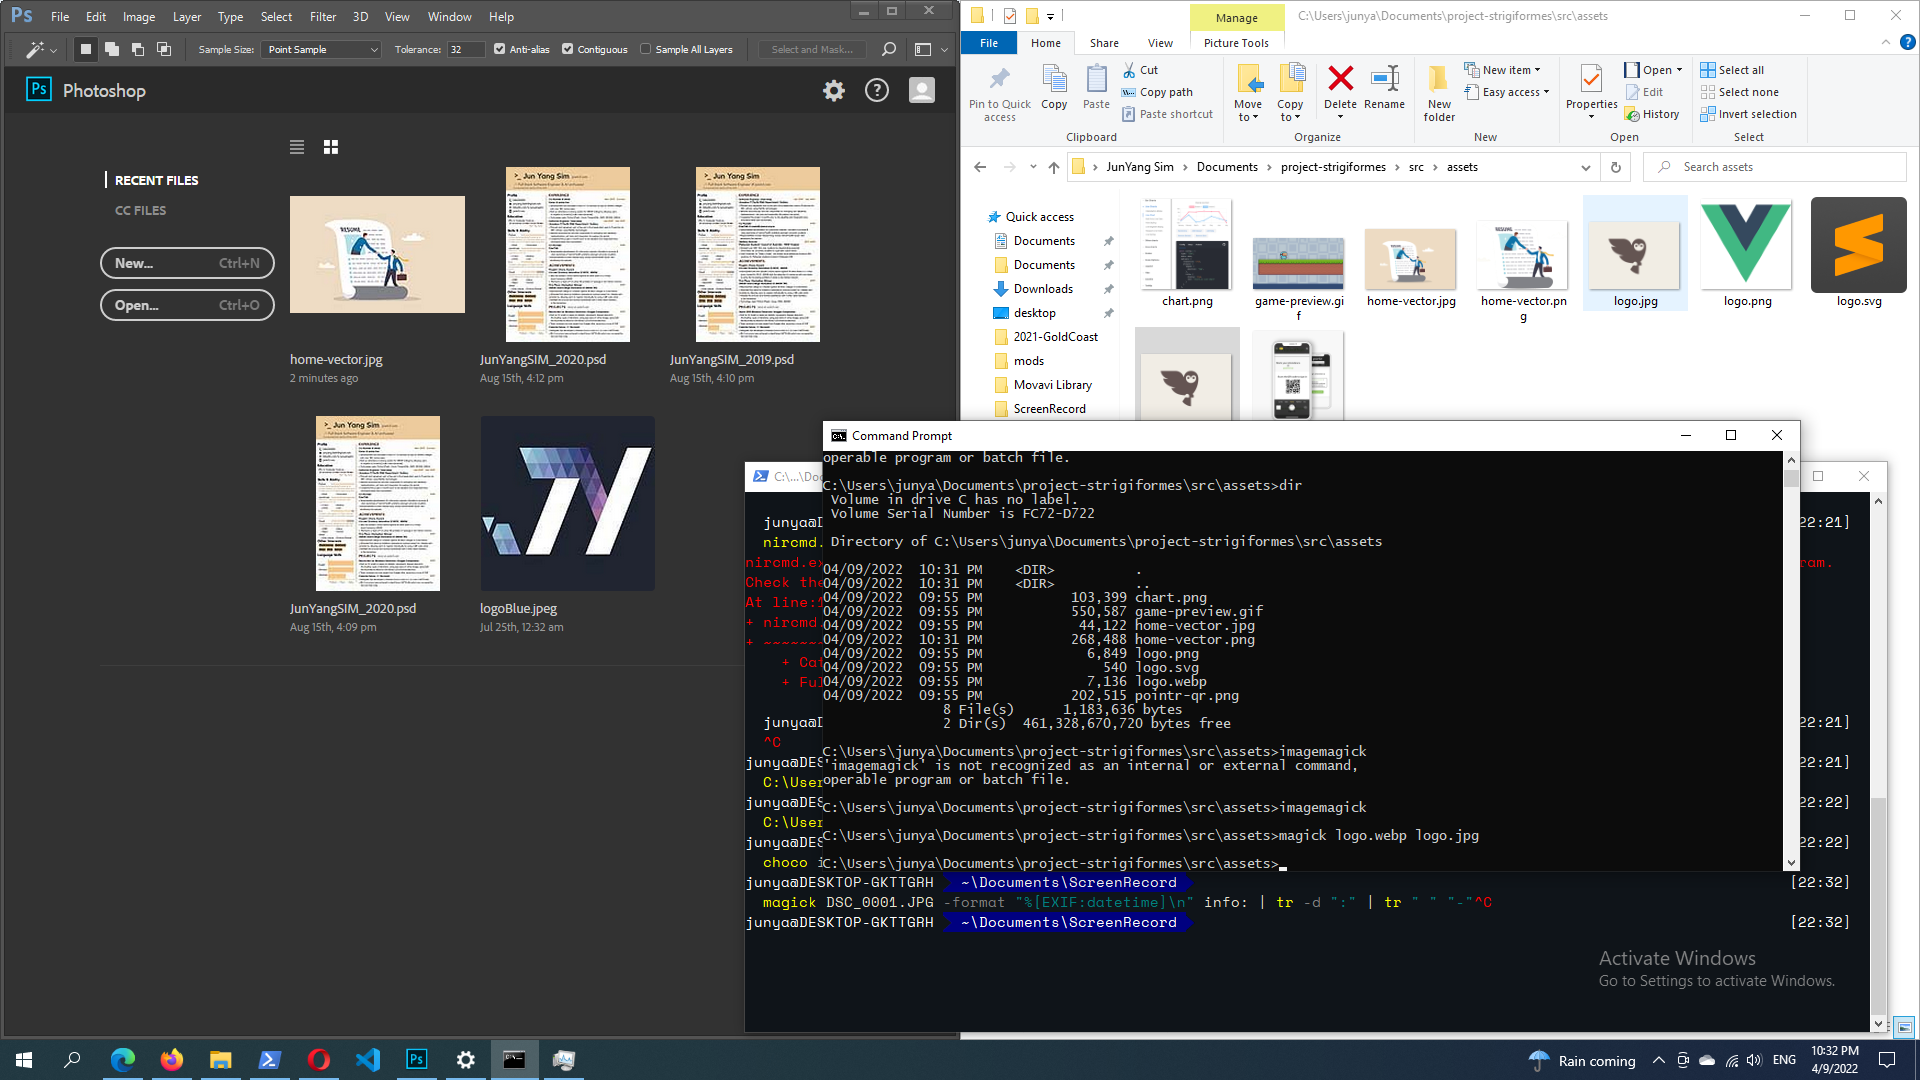 Ps File Edit Image Layer Type Select Filter 3D View Window Help
Sample Size: Point Sample Tolerance: 32 Anti-alias Contiguous Sample All Layers Select and Mask...
Ps Photoshop
RECENT FILES
CC FILES
New... Ctrl+N
Open... Ctrl+O
home-vector.jpg
2 minutes ago
JunYangSIM_2020.psd
Aug 15th, 4:12 pm
JunYangSIM_2019.psd
Aug 15th, 4:10 pm
JunYangSIM_2020.psd
Aug 15th, 4:09 pm
logoBlue.jpeg
Jul 25th, 12:32 am
RESUME
>_ Jun Yang Sim
>_ Jun Yang Sim
>_ Jun Yang Sim
Manage C:\Users\junya\Documents\project-strigiformes\src\assets
File Home Share View Picture Tools
Pin to Quick access
Copy
Paste
Cut
Copy path
Paste shortcut
Clipboard
Move to
Copy to
Delete
Rename
Organize
New folder
New item
Easy access
New
Properties
Open
Edit
History
Open
Select all
Select none
Invert selection
Select
JunYang Sim Documents project-strigiformes src assets
Search assets
Quick access
Documents
Documents
Downloads
desktop
2021-GoldCoast
mods
Movavi Library
ScreenRecord
chart.png
game-preview.gif
home-vector.jpg
home-vector.png
logo.jpg
logo.png
logo.svg
Command Prompt
operable program or batch file.
C:\Users\junya\Documents\project-strigiformes\src\assets>dir
Volume in drive C has no label.
Volume Serial Number is FC72-D722
Directory of C:\Users\junya\Documents\project-strigiformes\src\assets
04/09/2022 10:31 PM <DIR> .
04/09/2022 10:31 PM <DIR> ..
04/09/2022 09:55 PM 103,399 chart.png
04/09/2022 09:55 PM 550,587 game-preview.gif
04/09/2022 09:55 PM 44,122 home-vector.jpg
04/09/2022 10:31 PM 268,488 home-vector.png
04/09/2022 09:55 PM 6,849 logo.png
04/09/2022 09:55 PM 540 logo.svg
04/09/2022 09:55 PM 7,136 logo.webp
04/09/2022 09:55 PM 202,515 pointr-qr.png
8 File(s) 1,183,636 bytes
2 Dir(s) 461,328,670,720 bytes free
C:\Users\junya\Documents\project-strigiformes\src\assets>imagemagick
'imagemagick' is not recognized as an internal or external command,
operable program or batch file.
C:\Users\junya\Documents\project-strigiformes\src\assets>imagemagick
C:\Users\junya\Documents\project-strigiformes\src\assets>magick logo.webp logo.jpg
C:\Users\junya\Documents\project-strigiformes\src\assets>
C:\...\Doc
junya@DES [22:21]
nircmd.
nircmd.ex ram.
Check the
At line:1
+ nircmd.
+ ~~~~~~~
+ Cat
+ Ful
junya@DES [22:21]
^C
junya@DES [22:21]
C:\User
junya@DES [22:22]
C:\User
junya@DES [22:22]
choco i
junya@DESKTOP-GKTTGRH ~\Documents\ScreenRecord [22:32]
magick DSC_0001.JPG -format "%[EXIF:datetime]\n" info: | tr -d ":" | tr " " "-"^C
junya@DESKTOP-GKTTGRH ~\Documents\ScreenRecord [22:32]
Activate Windows
Go to Settings to activate Windows.
Rain coming ENG 10:32 PM
4/9/2022